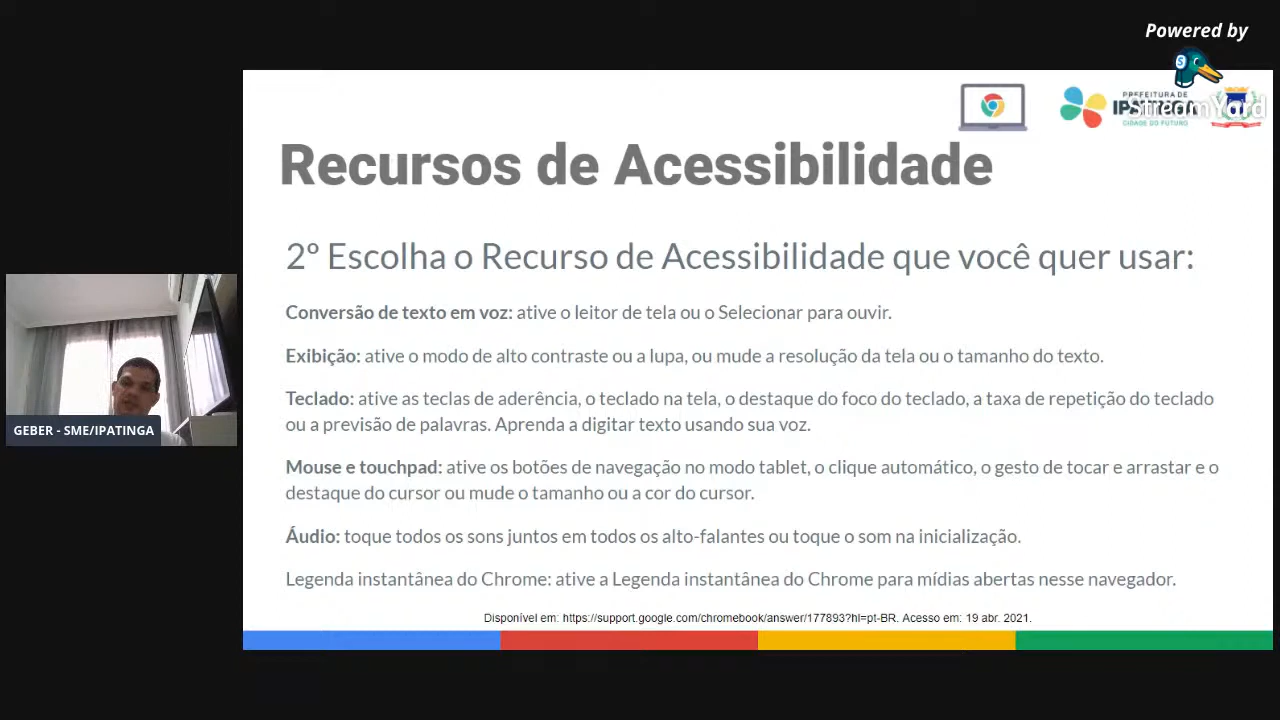 Powered by
StreamYard
PREFEITURA DE
IPATINGA
CIDADE DO FUTURO
Recursos de Acessibilidade
2º Escolha o Recurso de Acessibilidade que você quer usar:
Conversão de texto em voz: ative o leitor de tela ou o Selecionar para ouvir.
Exibição: ative o modo de alto contraste ou a lupa, ou mude a resolução da tela ou o tamanho do texto.
Teclado: ative as teclas de aderência, o teclado na tela, o destaque do foco do teclado, a taxa de repetição do teclado
ou a previsão de palavras. Aprenda a digitar texto usando sua voz.
Mouse e touchpad: ative os botões de navegação no modo tablet, o clique automático, o gesto de tocar e arrastar e o
destaque do cursor ou mude o tamanho ou a cor do cursor.
Áudio: toque todos os sons juntos em todos os alto-falantes ou toque o som na inicialização.
Legenda instantânea do Chrome: ative a Legenda instantânea do Chrome para mídias abertas nesse navegador.
Disponível em: https://support.google.com/chromebook/answer/177893?hl=pt-BR. Acesso em: 19 abr. 2021.
GEBER - SME/IPATINGA